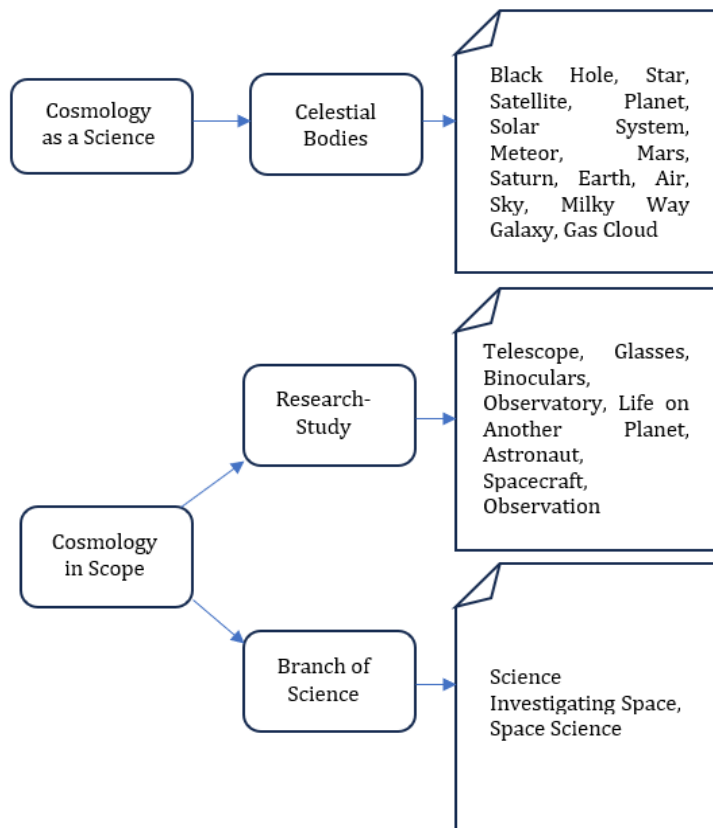 Cosmology
as a Science
Celestial
Bodies
Black Hole, Star,
Satellite, Planet,
Solar System,
Meteor, Mars,
Saturn, Earth, Air,
Sky, Milky Way
Galaxy, Gas Cloud
Research-
Study
Telescope, Glasses,
Binoculars,
Observatory, Life on
Another Planet,
Astronaut,
Spacecraft,
Observation
Cosmology
in Scope
Branch of
Science
Science
Investigating Space,
Space Science